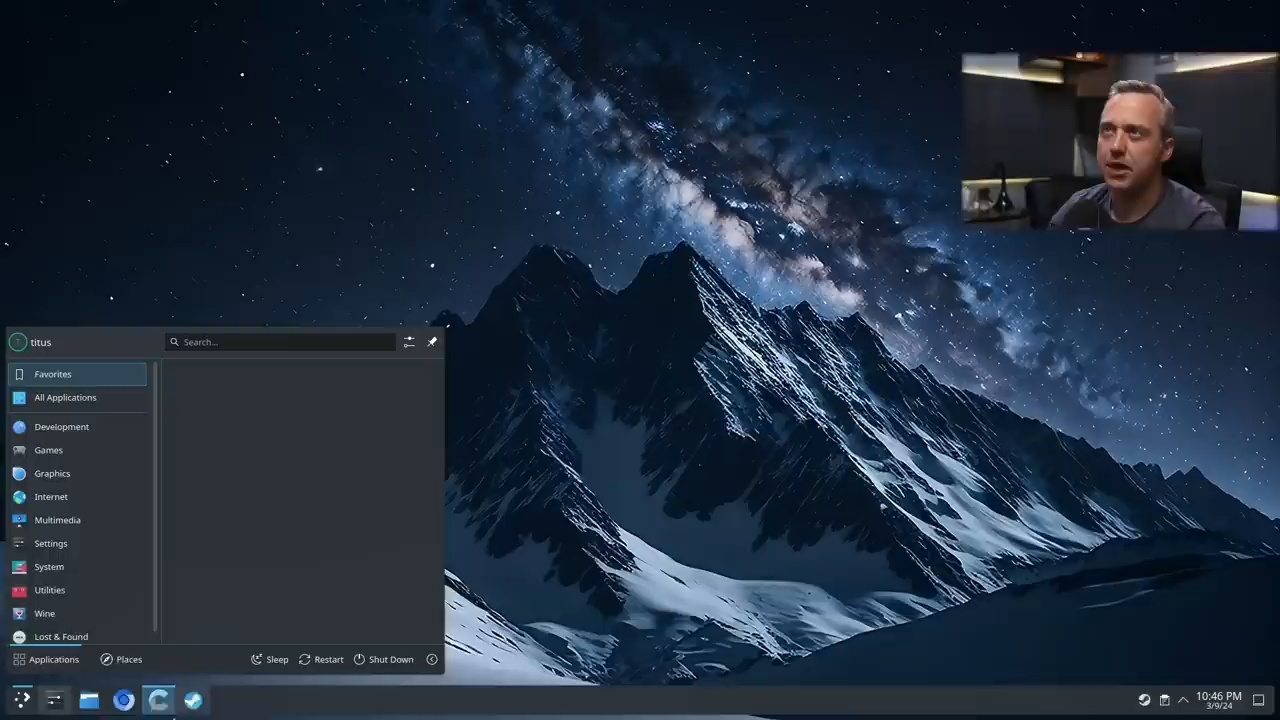 titus
Search...
Favorites
All Applications
Development
Games
Graphics
Internet
Multimedia
Settings
System
Utilities
Wine
Lost & Found
Applications
Places
Sleep
Restart
Shut Down
10:46 PM
3/9/24